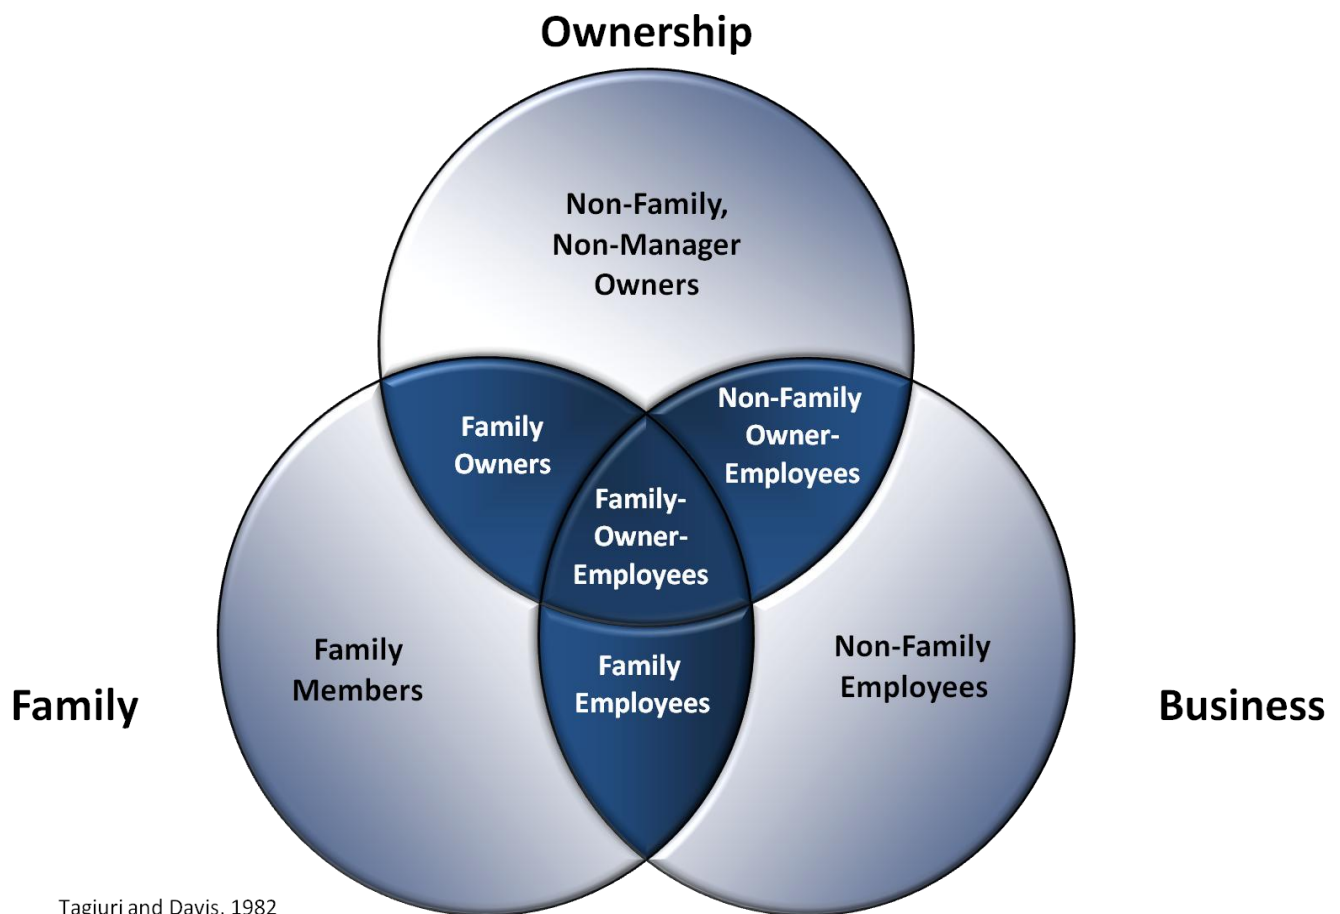 Ownership
Non-Family,
Non-Manager
Owners
Family
Owners
Non-Family
Owner-
Employees
Family-
Owner-
Employees
Family
Members
Family
Employees
Non-Family
Employees
Family
Business
Tagiuri and Davis, 1982